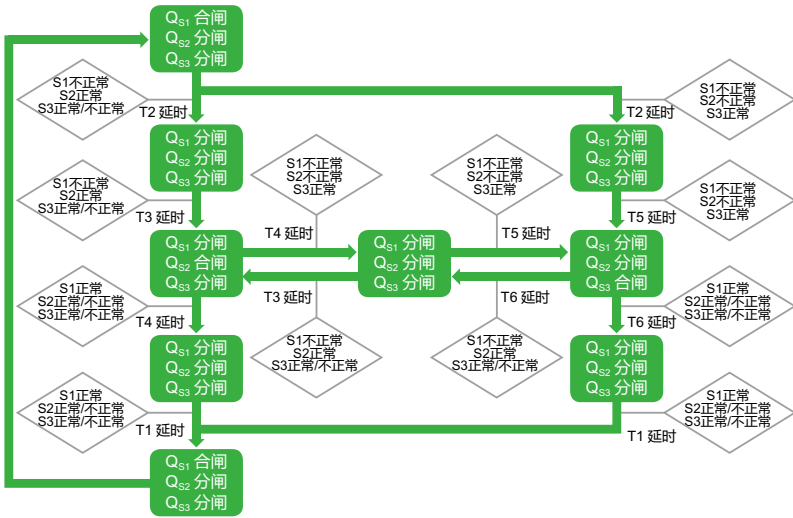 QS1 合闸
QS2 分闸
QS3 分闸
S1不正常
S2正常
S3正常/不正常
T2 延时
S1不正常
S2不正常
S3正常
T2 延时
QS1 分闸
QS2 分闸
QS3 分闸
QS1 分闸
QS2 分闸
QS3 分闸
S1不正常
S2正常
S3正常/不正常
T3 延时
S1不正常
S2不正常
S3正常
T4 延时
S1不正常
S2不正常
S3正常
T5 延时
S1不正常
S2不正常
S3正常
T5 延时
QS1 分闸
QS2 合闸
QS3 分闸
QS1 分闸
QS2 分闸
QS3 分闸
QS1 分闸
QS2 分闸
QS3 合闸
S1正常
S2正常/不正常
S3正常/不正常
T4 延时
T3 延时
S1不正常
S2正常
S3正常/不正常
T6 延时
S1不正常
S2正常
S3正常/不正常
S1正常
S2正常/不正常
S3正常/不正常
T6 延时
QS1 分闸
QS2 分闸
QS3 分闸
QS1 分闸
QS2 分闸
QS3 分闸
S1正常
S2正常/不正常
S3正常/不正常
T1 延时
S1正常
S2正常/不正常
S3正常/不正常
T1 延时
QS1 合闸
QS2 分闸
QS3 分闸